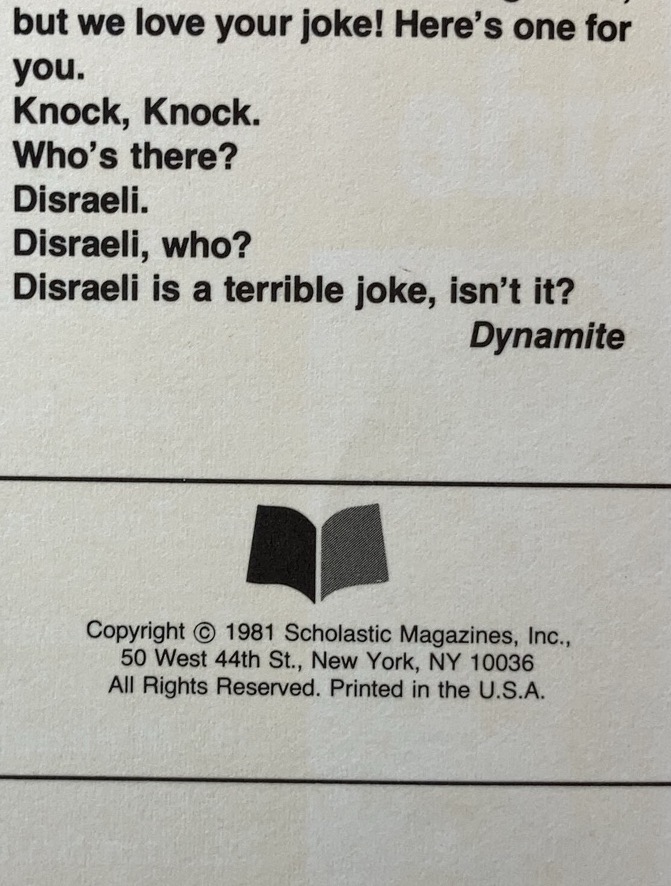 but we love your joke! Here's one for
you.
Knock, Knock.
Who's there?
Disraeli.
Disraeli, who?
Disraeli is a terrible joke, isn't it?
Dynamite
Copyright © 1981 Scholastic Magazines, Inc.,
50 West 44th St., New York, NY 10036
All Rights Reserved. Printed in the U.S.A.